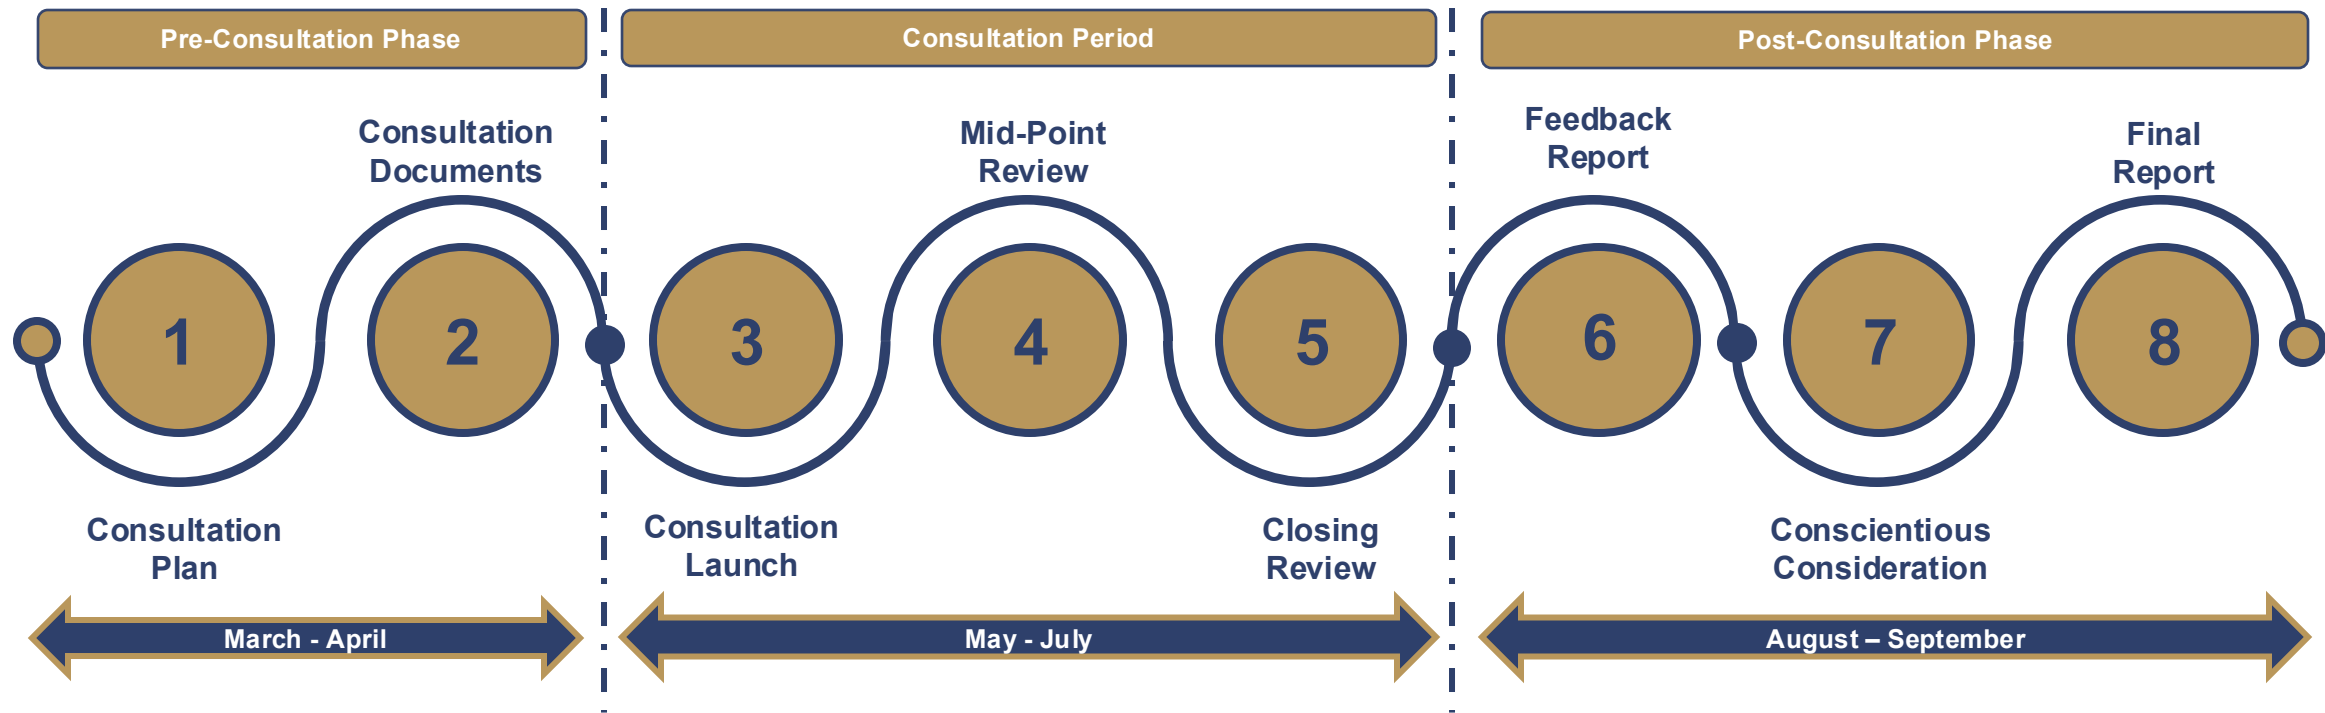 Pre-Consultation Phase
Consultation Period
Post-Consultation Phase
Consultation
Documents
Mid-Point
Review
Feedback
Report
Final
Report
1
2
3
4
5
6
7
8
Consultation
Plan
Consultation
Launch
Closing
Review
Conscientious
Consideration
March - April
May - July
August – September